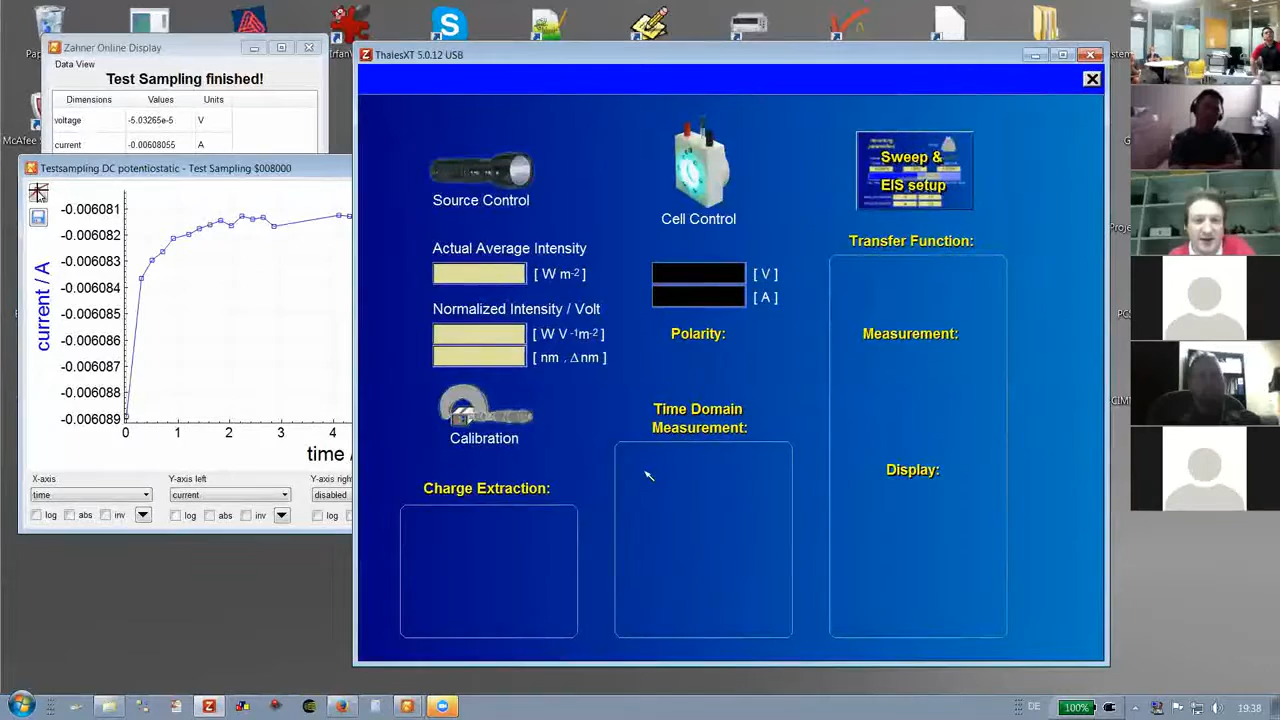 Zahner Online Display
Data View
Test Sampling finished!
Dimensions Values Units
voltage -5.03265e-5 V
current -0.00608055 A
Testsampling DC potentiostatic - Test Sampling $008000
-0.006081
-0.006082
-0.006083
-0.006084
-0.006085
-0.006086
-0.006087
-0.006088
-0.006089
current / A
0 1 2 3 4
time /
X-axis Y-axis left Y-axis right
time current disabled
log abs inv log abs inv log
ThalesXT 5.0.12 USB
Source Control
Cell Control
Sweep &
EIS setup
Actual Average Intensity
[ W m-2 ]
Normalized Intensity / Volt
[ W V -1m-2 ]
[ nm , Δnm ]
Calibration
Charge Extraction:
[ V ]
[ A ]
Polarity:
Time Domain
Measurement:
Transfer Function:
Measurement:
Display:
McAfee
DE
100%
19:38